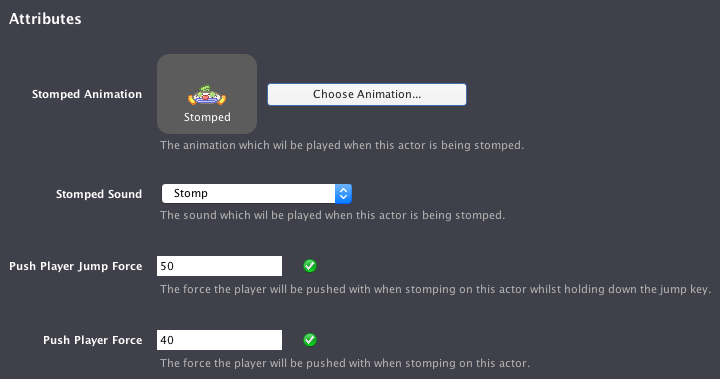 Attributes
Stomped Animation
Stomped
Choose Animation...
The animation which wil be played when this actor is being stomped.
Stomped Sound
Stomp
The sound which wil be played when this actor is being stomped.
Push Player Jump Force
50
The force the player will be pushed with when stomping on this actor whilst holding down the jump key.
Push Player Force
40
The force the player will be pushed with when stomping on this actor.